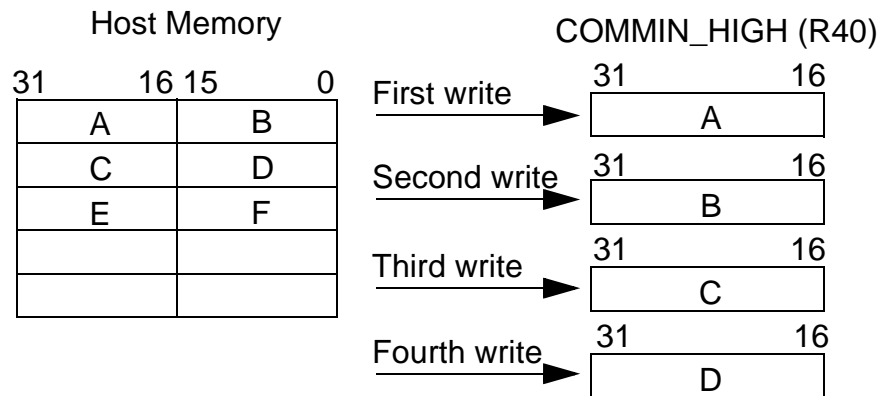 Host Memory
COMMIN_HIGH (R40)
31 16 15 0
A B
C D
E F
First write
31 16
A
Second write
31 16
B
Third write
31 16
C
Fourth write
31 16
D